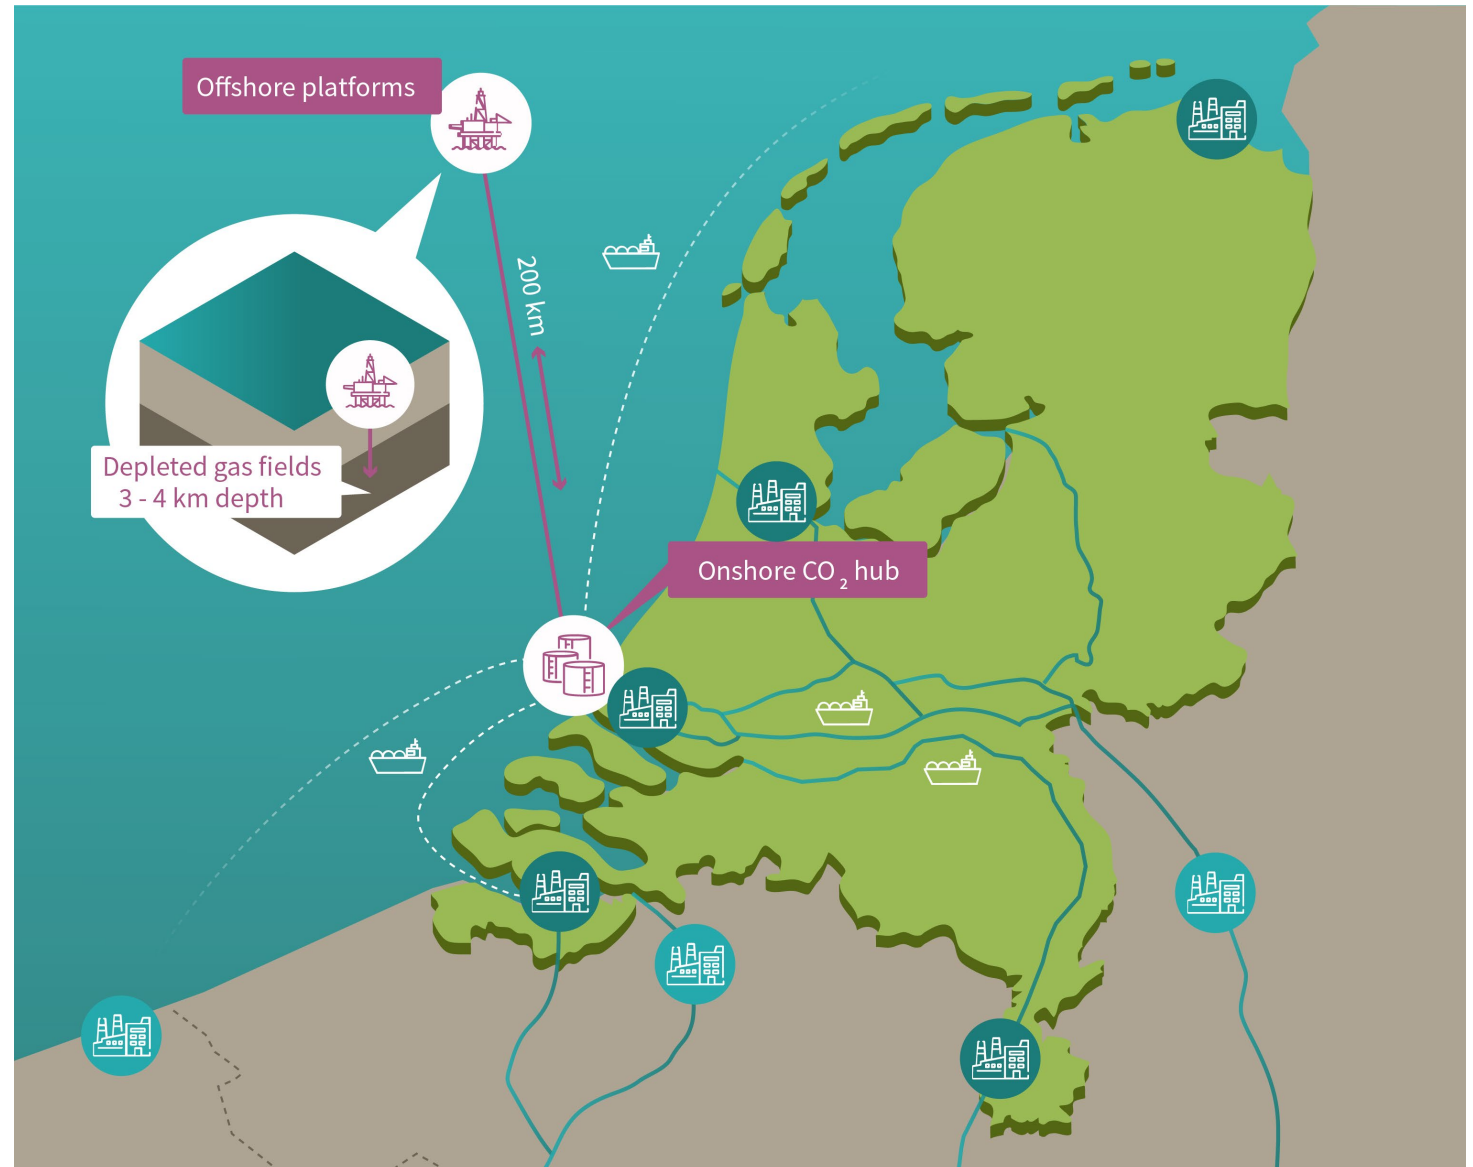 Offshore platforms
200 km
Depleted gas fields
3 - 4 km depth
Onshore CO2 hub